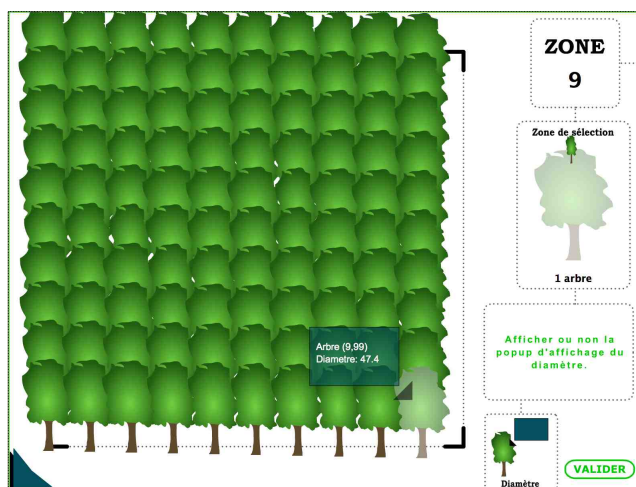 ZONE
9
Zone de sélection
1 arbre
Arbre (9,99)
Diametre: 47.4
Afficher ou non la
popup d'affichage du
diamètre.
VALIDER
Diamètre